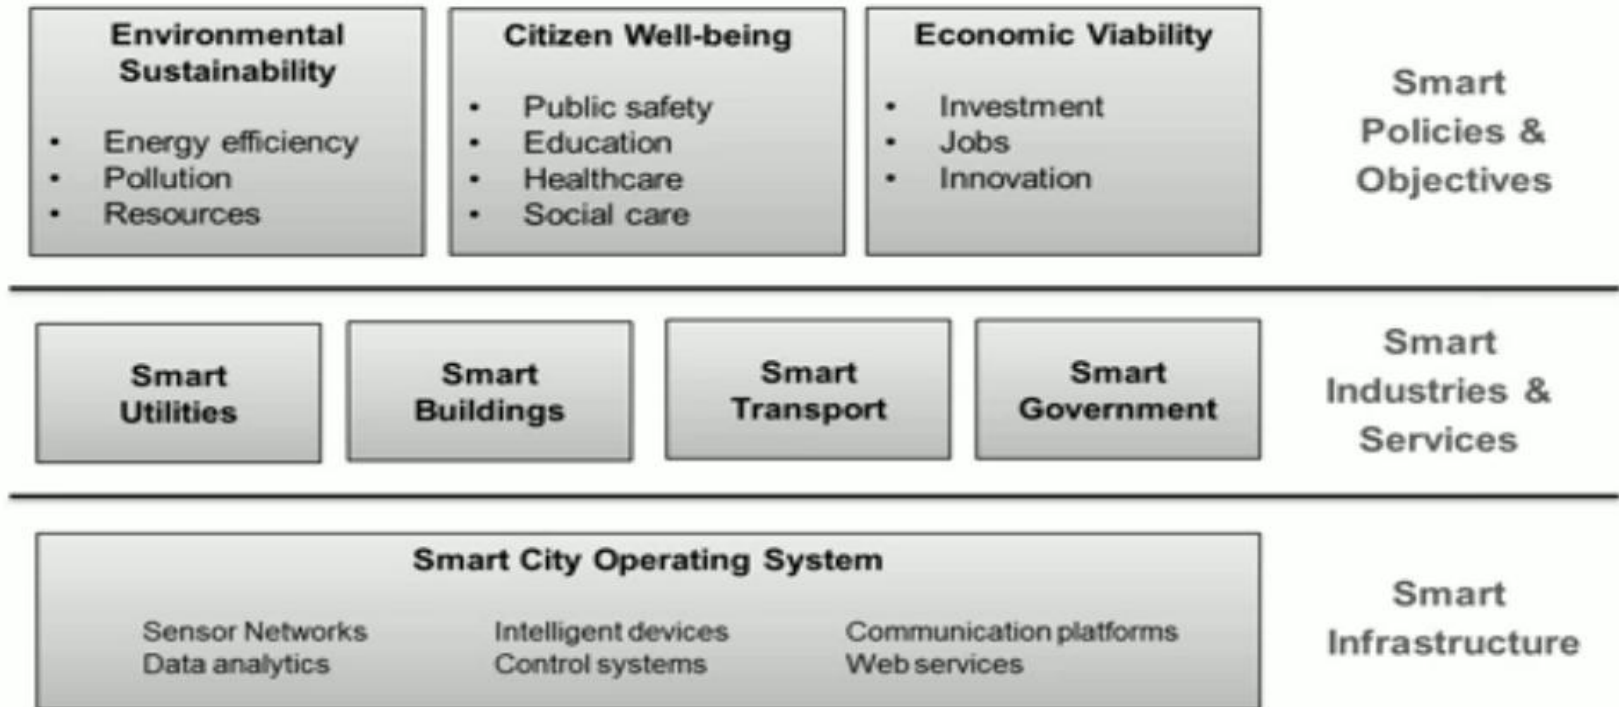 Environmental
Sustainability
• Energy efficiency
• Pollution
• Resources
Citizen Well-being
• Public safety
• Education
• Healthcare
• Social care
Economic Viability
• Investment
• Jobs
• Innovation
Smart
Policies &
Objectives
Smart
Utilities
Smart
Buildings
Smart
Transport
Smart
Government
Smart
Industries &
Services
Smart City Operating System
Sensor Networks
Data analytics
Intelligent devices
Control systems
Communication platforms
Web services
Smart
Infrastructure